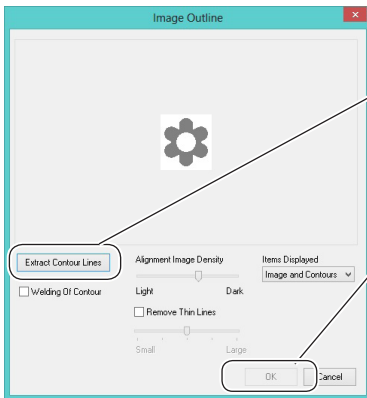 Image Outline
Extract Contour Lines
Alignment Image Density
Items Displayed
Image and Contours
Welding Of Contour
Light Dark
Remove Thin Lines
Small Large
OK Cancel